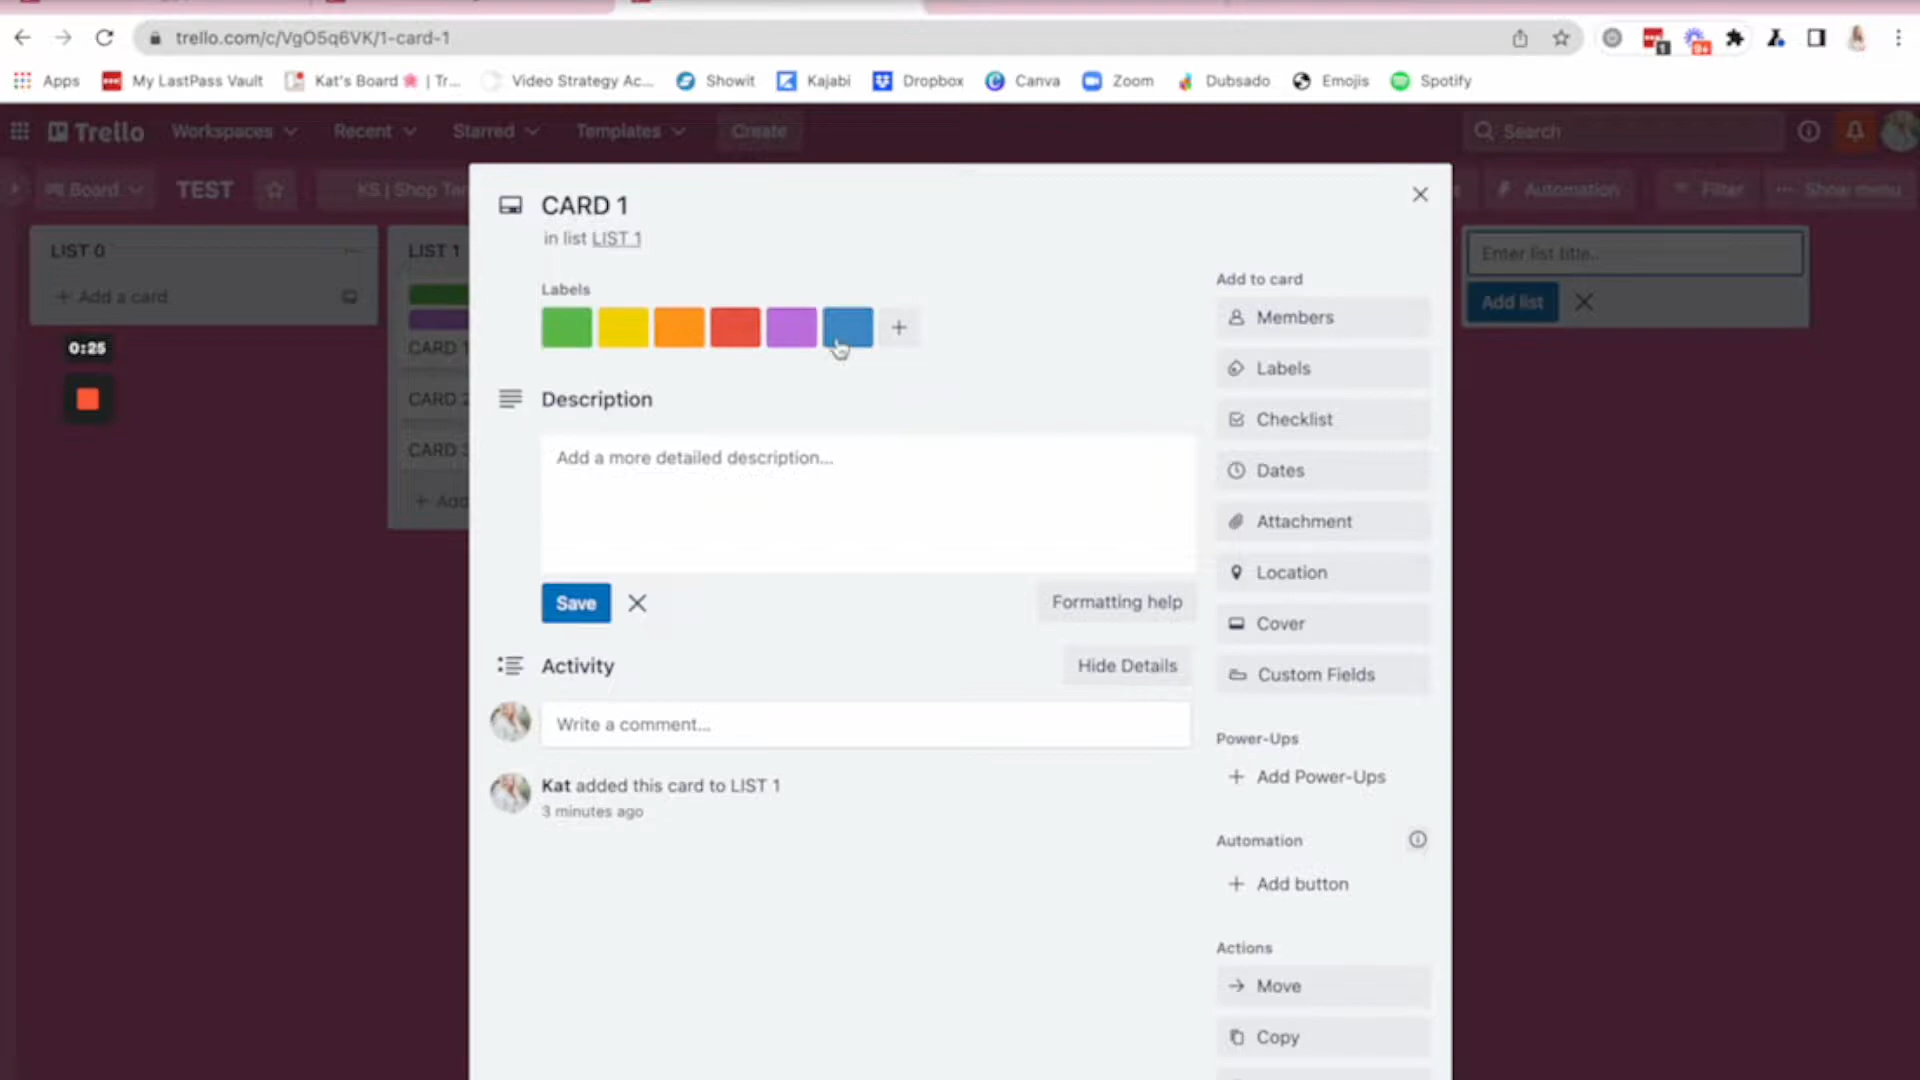 trello.com/c/VgO5q6VK/1-card-1
Apps My LastPass Vault Kat's Board 🌸 | Tr... Video Strategy Ac... Showit Kajabi Dropbox Canva Zoom Dubsado Emojis Spotify
Trello Workspaces Recent Starred Templates Create Search
Board TEST KS | Shop Automation Filter Show menu
LIST 0
+ Add a card
0:25
LIST 1
CARD 1
CARD
CARD
+ Add
CARD 1
in list LIST 1
Labels
+
Description
Add a more detailed description...
Save
Formatting help
Activity
Hide Details
Write a comment...
Kat added this card to LIST 1
3 minutes ago
Add to card
Members
Labels
Checklist
Dates
Attachment
Location
Cover
Custom Fields
Power-Ups
+ Add Power-Ups
Automation
+ Add button
Actions
Move
Copy
Enter list title...
Add list
1
9+